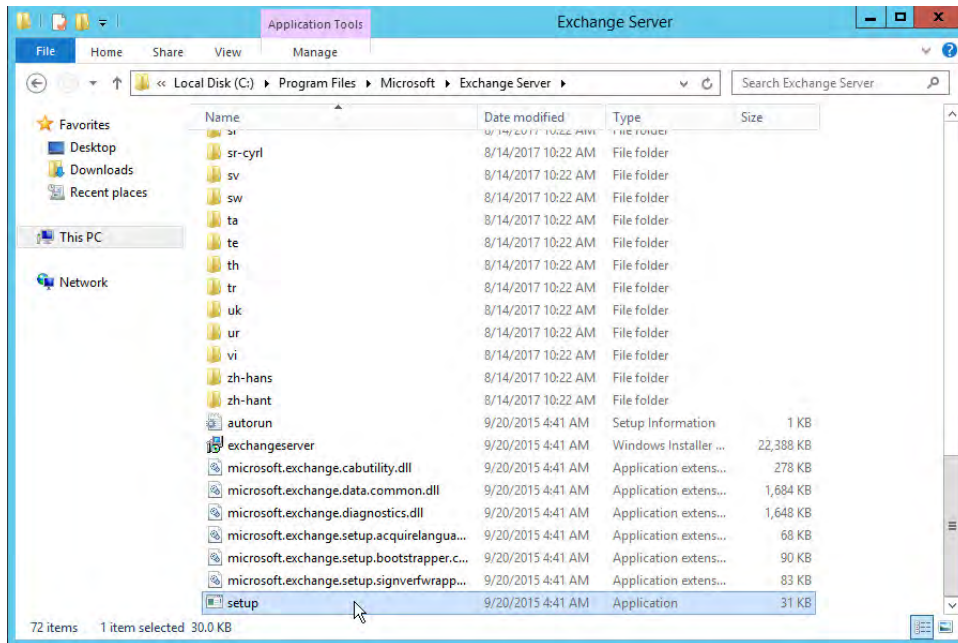 Application Tools Exchange Server
File Home Share View Manage
« Local Disk (C:) ▸ Program Files ▸ Microsoft ▸ Exchange Server ▸ Search Exchange Server
Favorites
Desktop
Downloads
Recent places
This PC
Network
Name Date modified Type Size
sr 8/14/2017 10:22 AM File folder
sr-cyrl 8/14/2017 10:22 AM File folder
sv 8/14/2017 10:22 AM File folder
sw 8/14/2017 10:22 AM File folder
ta 8/14/2017 10:22 AM File folder
te 8/14/2017 10:22 AM File folder
th 8/14/2017 10:22 AM File folder
tr 8/14/2017 10:22 AM File folder
uk 8/14/2017 10:22 AM File folder
ur 8/14/2017 10:22 AM File folder
vi 8/14/2017 10:22 AM File folder
zh-hans 8/14/2017 10:22 AM File folder
zh-hant 8/14/2017 10:22 AM File folder
autorun 9/20/2015 4:41 AM Setup Information 1 KB
exchangeserver 9/20/2015 4:41 AM Windows Installer ... 22,388 KB
microsoft.exchange.cabutility.dll 9/20/2015 4:41 AM Application extens... 278 KB
microsoft.exchange.data.common.dll 9/20/2015 4:41 AM Application extens... 1,684 KB
microsoft.exchange.diagnostics.dll 9/20/2015 4:41 AM Application extens... 1,648 KB
microsoft.exchange.setup.acquirelangua... 9/20/2015 4:41 AM Application extens... 68 KB
microsoft.exchange.setup.bootstrapper.c... 9/20/2015 4:41 AM Application extens... 90 KB
microsoft.exchange.setup.signverfwrapp... 9/20/2015 4:41 AM Application extens... 83 KB
setup 9/20/2015 4:41 AM Application 31 KB
72 items 1 item selected 30.0 KB